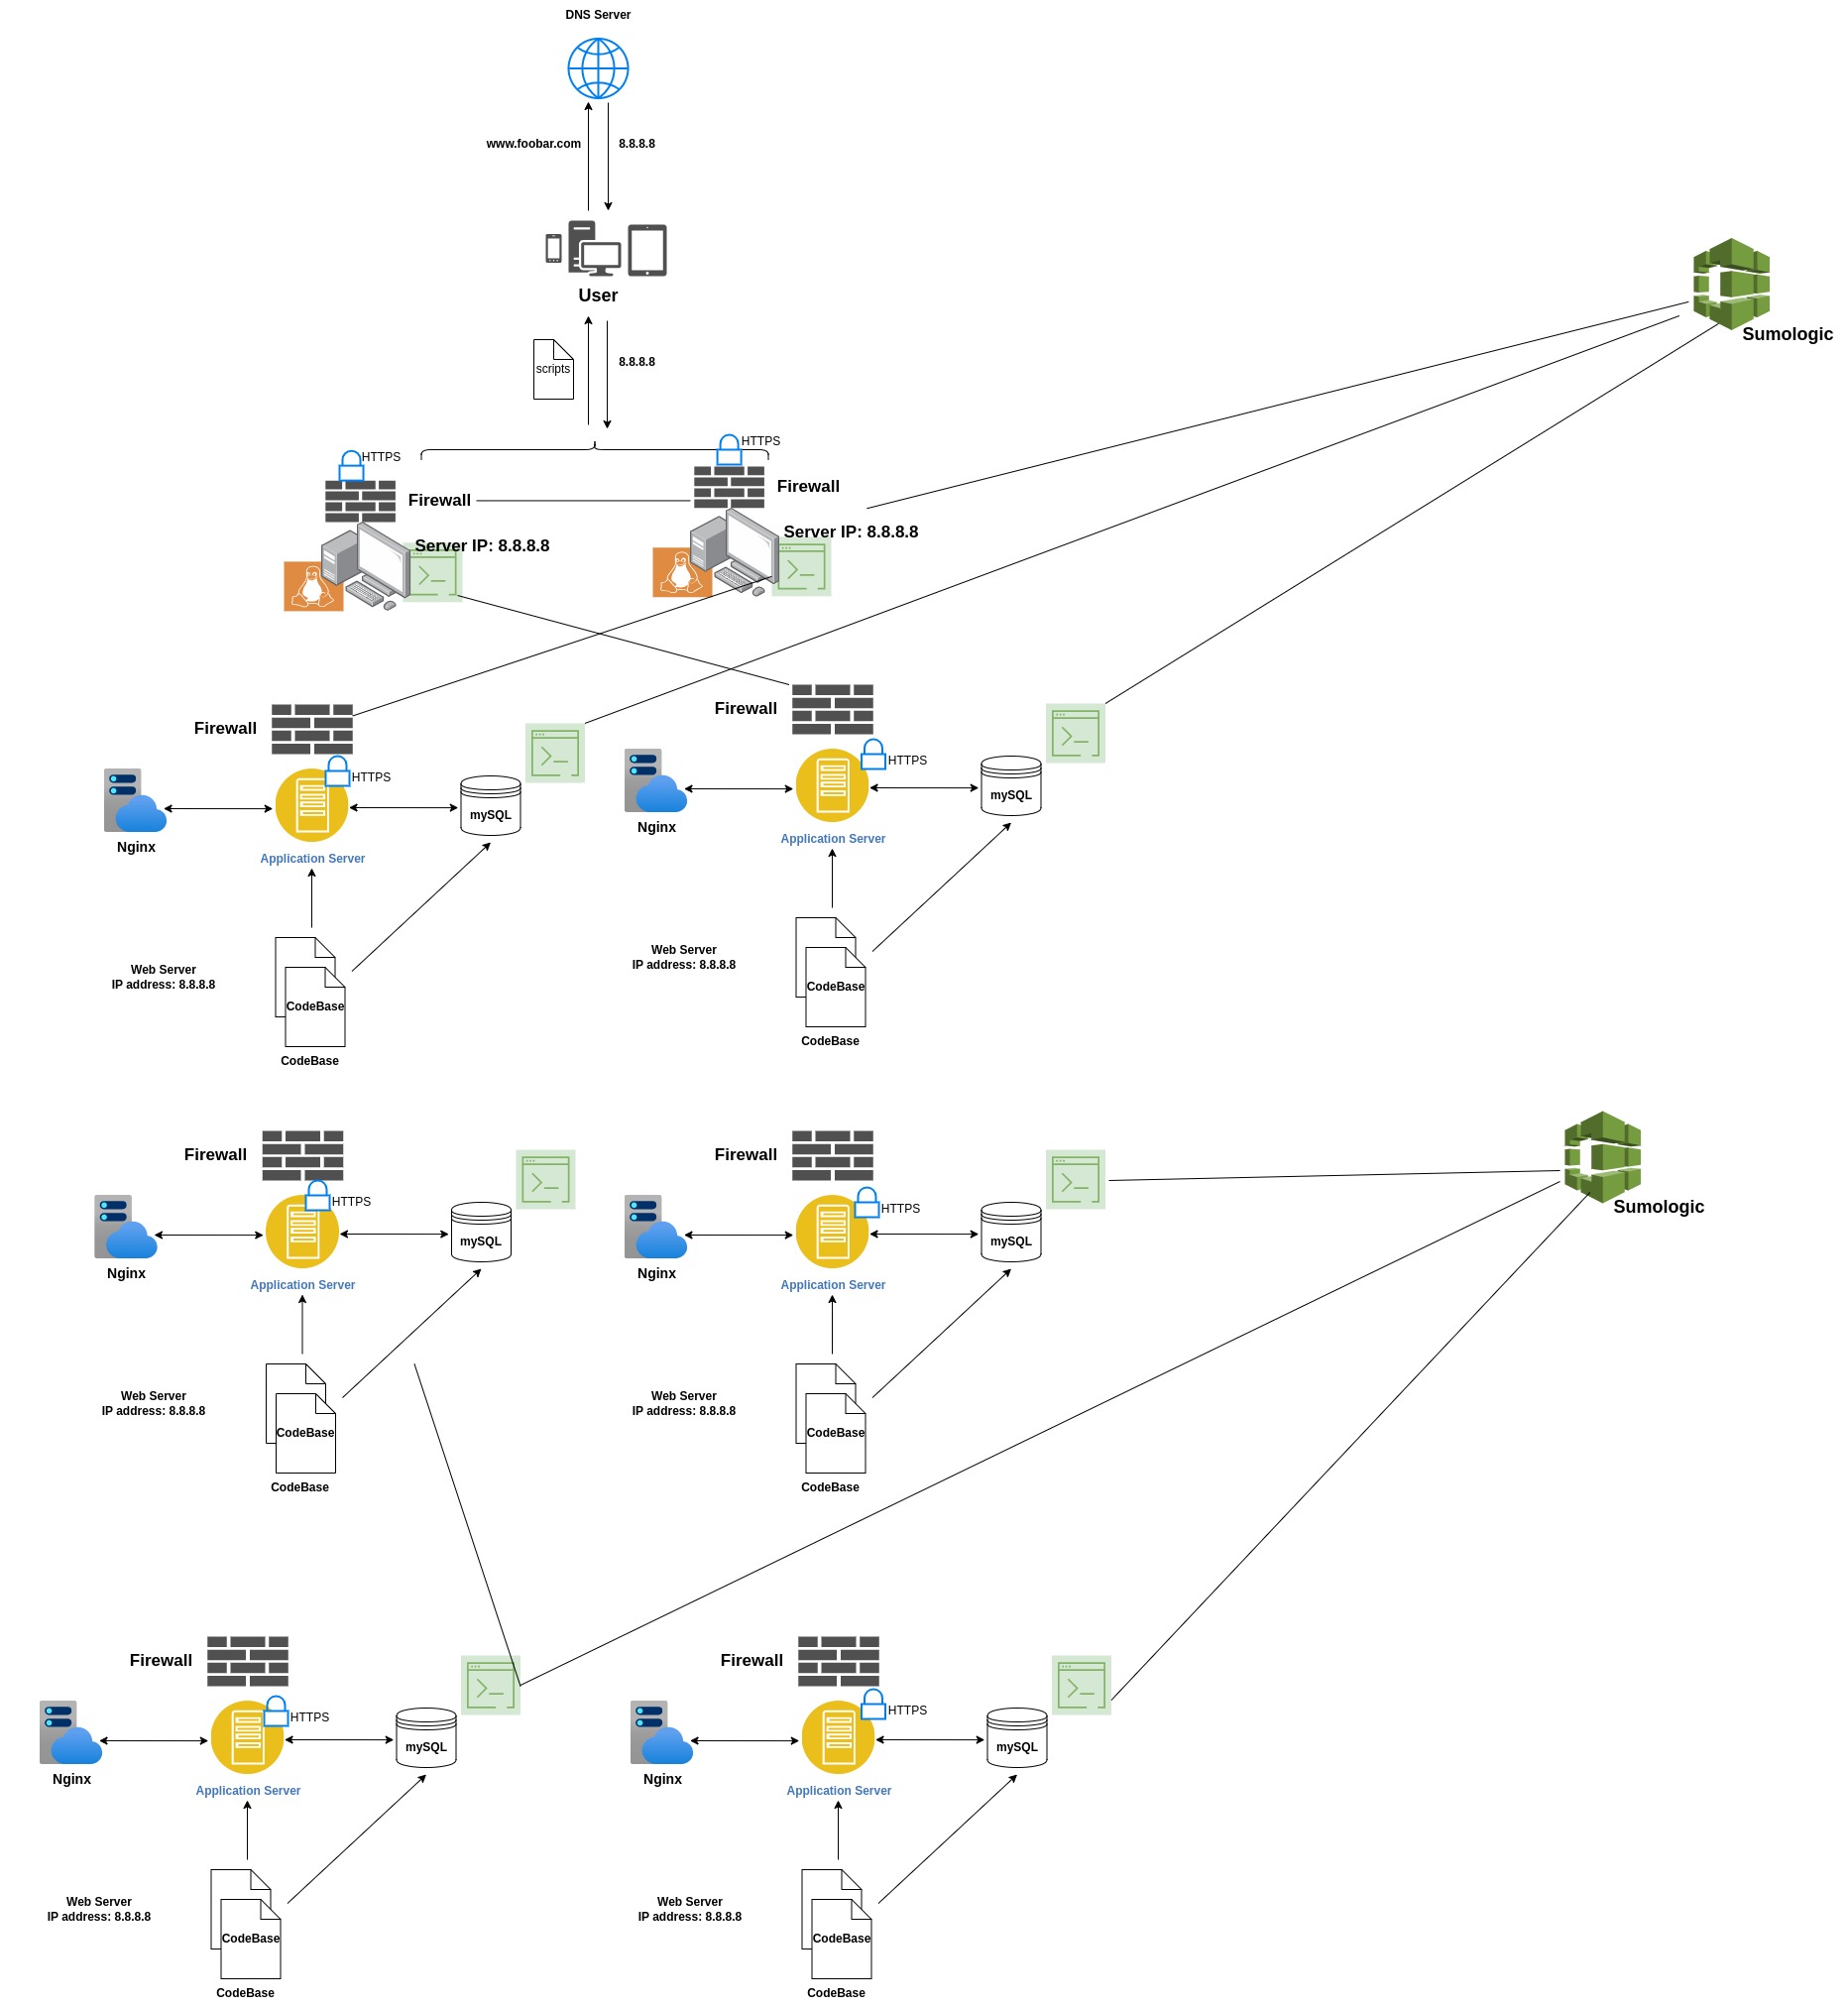 DNS Server
www.foobar.com
8.8.8.8
User
Sumologic
scripts
8.8.8.8
HTTPS
HTTPS
Firewall
Firewall
Server IP: 8.8.8.8
Server IP: 8.8.8.8
Firewall
HTTPS
Nginx
Application Server
mySQL
Web Server
IP address: 8.8.8.8
CodeBase
CodeBase
Firewall
HTTPS
Nginx
Application Server
mySQL
Web Server
IP address: 8.8.8.8
CodeBase
CodeBase
Firewall
HTTPS
Nginx
Application Server
mySQL
Web Server
IP address: 8.8.8.8
CodeBase
CodeBase
Firewall
HTTPS
Nginx
Application Server
mySQL
Web Server
IP address: 8.8.8.8
CodeBase
CodeBase
Sumologic
Firewall
HTTPS
Nginx
Application Server
mySQL
Web Server
IP address: 8.8.8.8
CodeBase
CodeBase
Firewall
HTTPS
Nginx
Application Server
mySQL
Web Server
IP address: 8.8.8.8
CodeBase
CodeBase